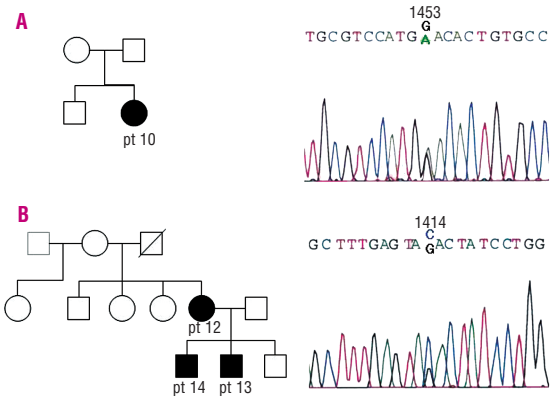 A
1453
G
TGCGTCCATGAACACTGTGCC
pt 10
B
1414
C
GCTTTGAGTAGACTATCCTGG
pt 12
pt 14 pt 13